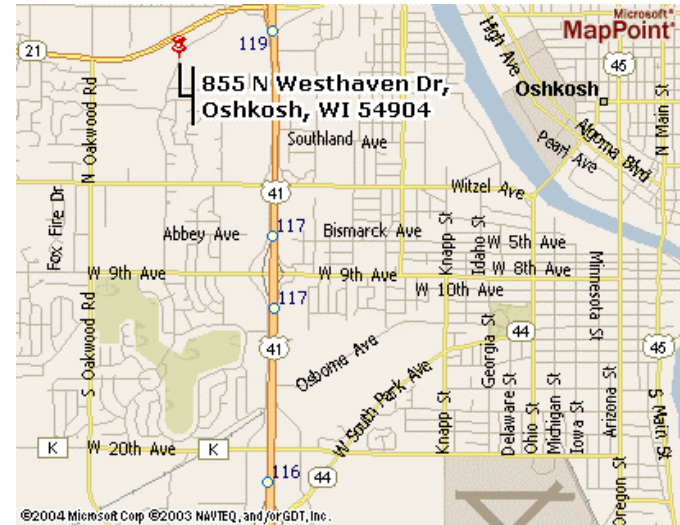 Microsoft®
MapPoint®
21
119
High Ave
45
855 N Westhaven Dr,
Oshkosh, WI 54904
Oshkosh
N Oakwood Rd
Southland Ave
Algoma Blvd
Pearl Ave
N Main St
Witzel Ave
41
Fox Fire Dr
Abbey Ave
117
Bismarck Ave
Knapp St
Idaho St
W 5th Ave
W 9th Ave
W 9th Ave
W 8th Ave
W 10th Ave
Minnesota St
S Oakwood Rd
117
41
Osborne Ave
Georgia St
44
45
W South Park Ave
Knapp St
Delaware St
Ohio St
Michigan St
Iowa St
Arizona St
S Main St
K
W 20th Ave
K
116
44
Oregon St
©2004 Microsoft Corp ©2003 NAVTEQ, and/or GDT, Inc.